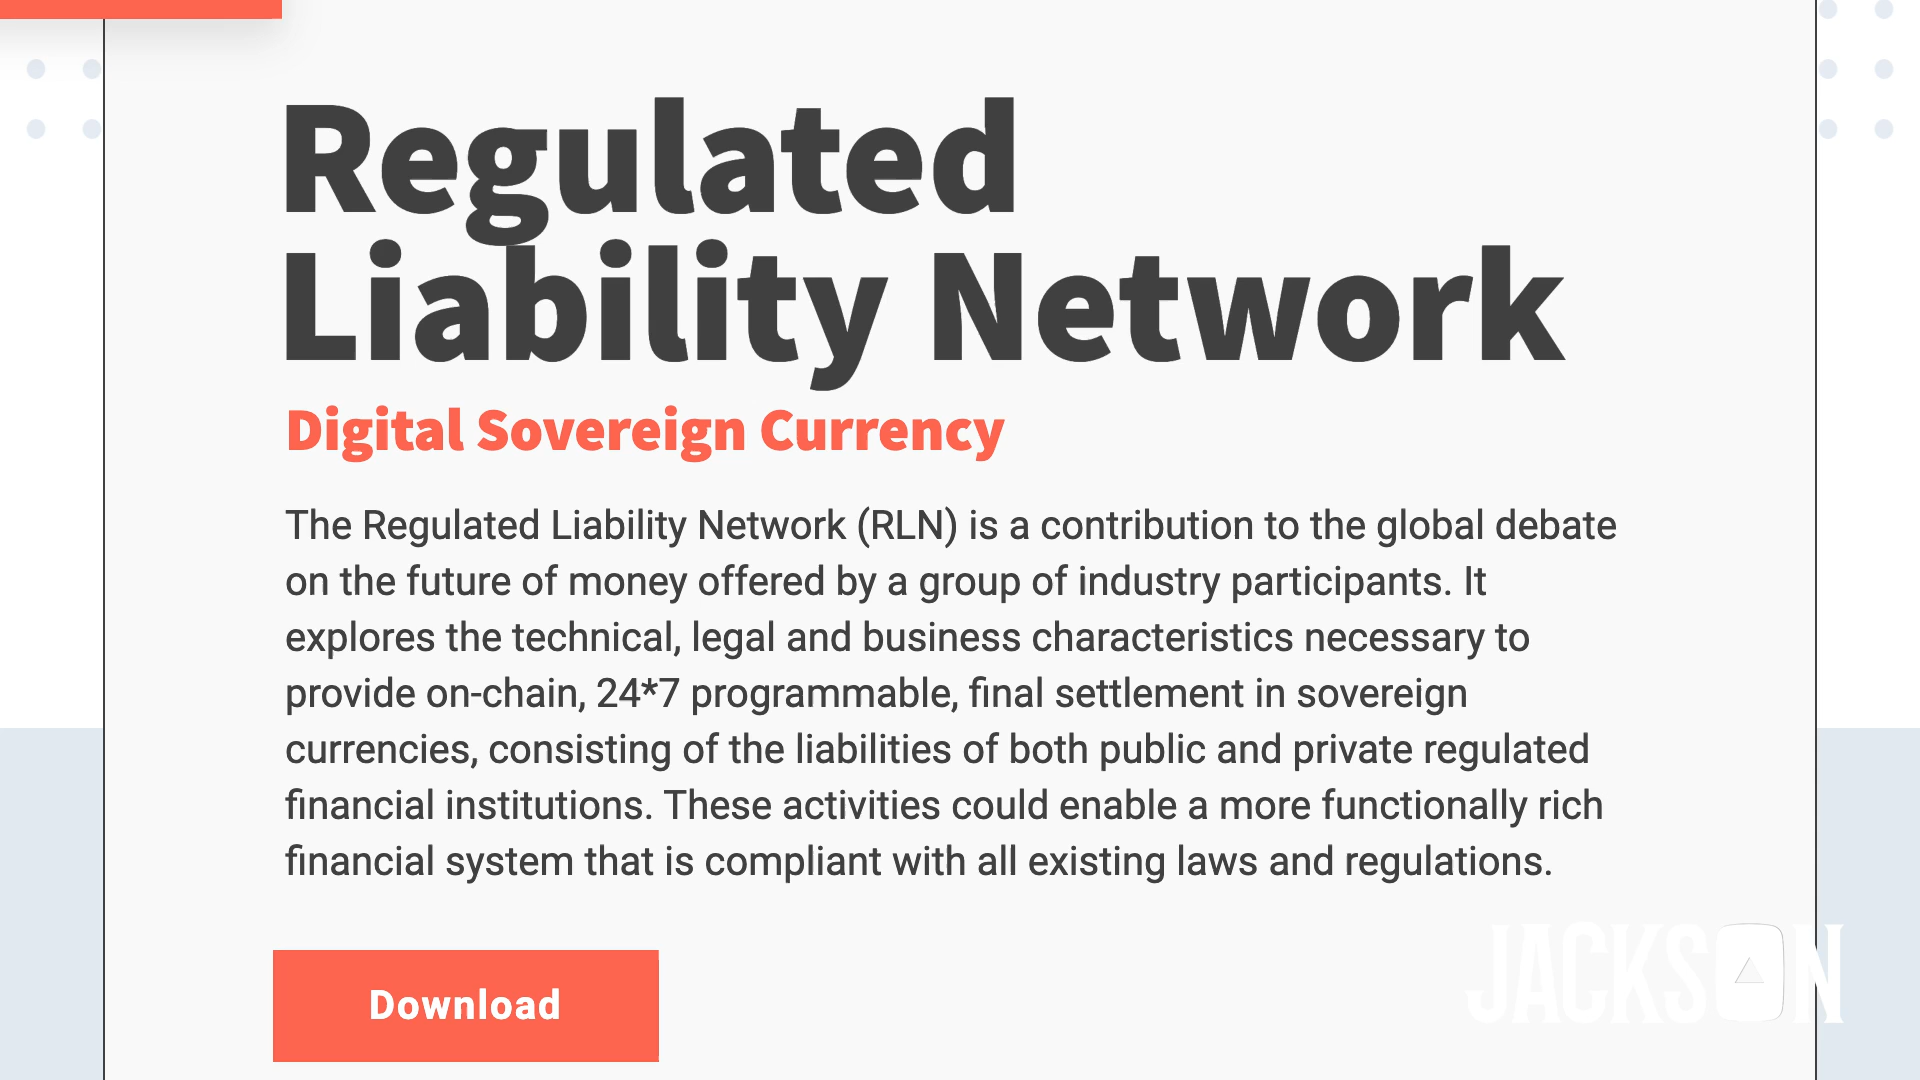 Regulated
Liability Network
Digital Sovereign Currency
The Regulated Liability Network (RLN) is a contribution to the global debate
on the future of money offered by a group of industry participants. It
explores the technical, legal and business characteristics necessary to
provide on-chain, 24*7 programmable, final settlement in sovereign
currencies, consisting of the liabilities of both public and private regulated
financial institutions. These activities could enable a more functionally rich
financial system that is compliant with all existing laws and regulations.
Download
JACKSON